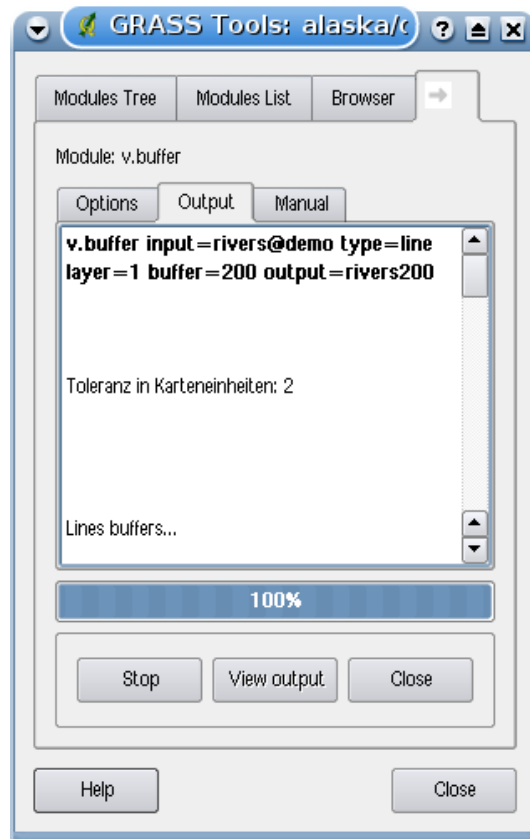 GRASS Tools: alaska/
Modules Tree Modules List Browser
Module: v.buffer
Options Output Manual
v.buffer input=rivers@demo type=line
layer=1 buffer=200 output=rivers200
Toleranz in Karteneinheiten: 2
Lines buffers...
100%
Stop View output Close
Help Close